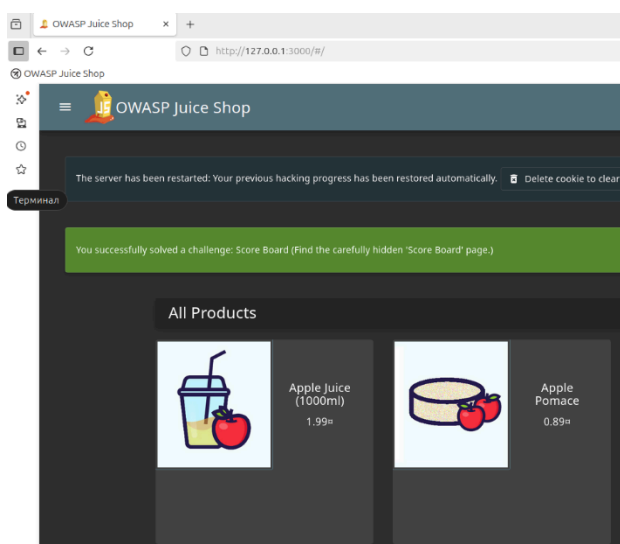 OWASP Juice Shop
http://127.0.0.1:3000/#/
OWASP Juice Shop
JS OWASP Juice Shop
The server has been restarted: Your previous hacking progress has been restored automatically. Delete cookie to clear
Терминал
You successfully solved a challenge: Score Board (Find the carefully hidden 'Score Board' page.)
All Products
Apple Juice
(1000ml)
1.99¤
Apple
Pomace
0.89¤